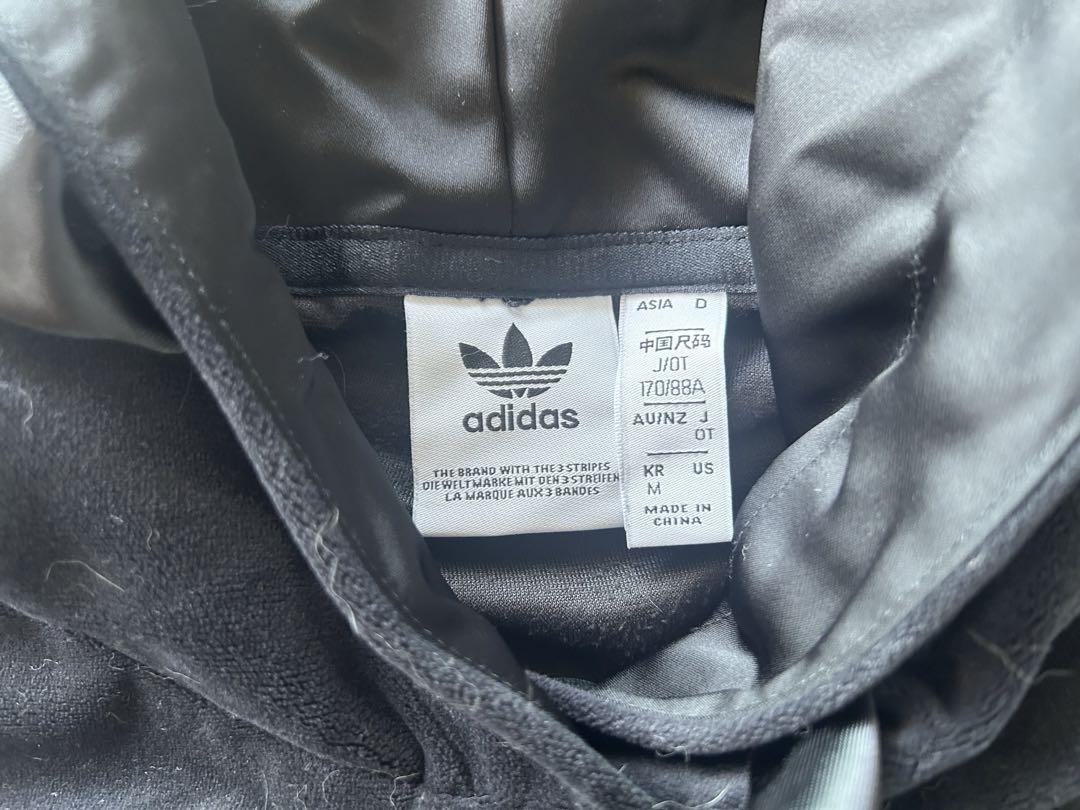 adidas
THE BRAND WITH THE 3 STRIPES
DIE WELTMARKE MIT DEN 3 STREIFEN
LA MARQUE AUX 3 BANDES
ASIA D
中国尺码
J/OT
170/88A
AU/NZ J
OT
KR US
M
MADE IN
CHINA